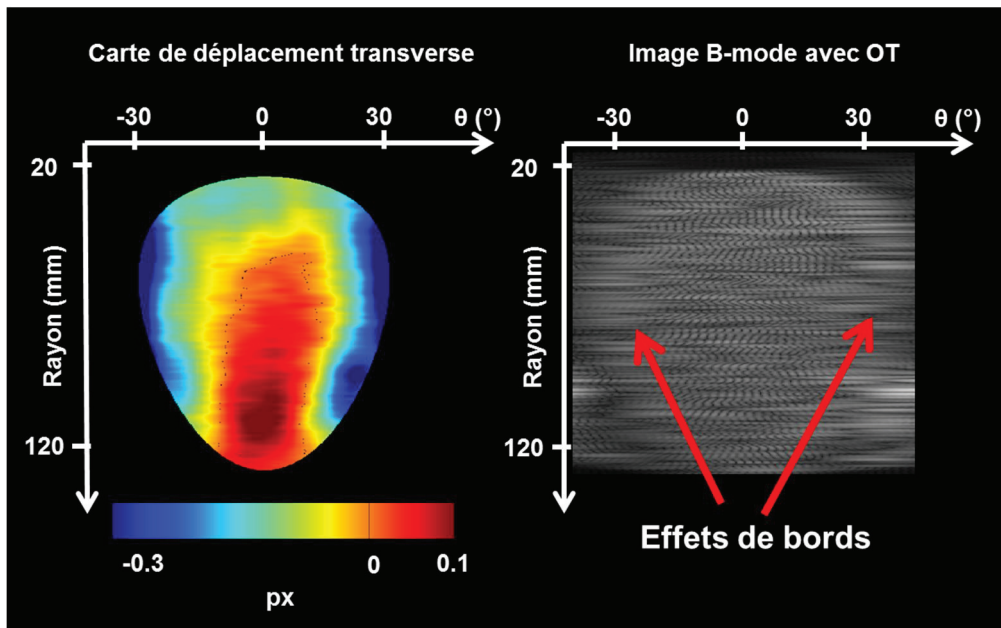 Carte de déplacement transverse
-30
0
30
θ (°)
20
Rayon (mm)
120
-0.3
0
0.1
px
Image B-mode avec OT
-30
0
30
θ (°)
20
Rayon (mm)
120
Effets de bords